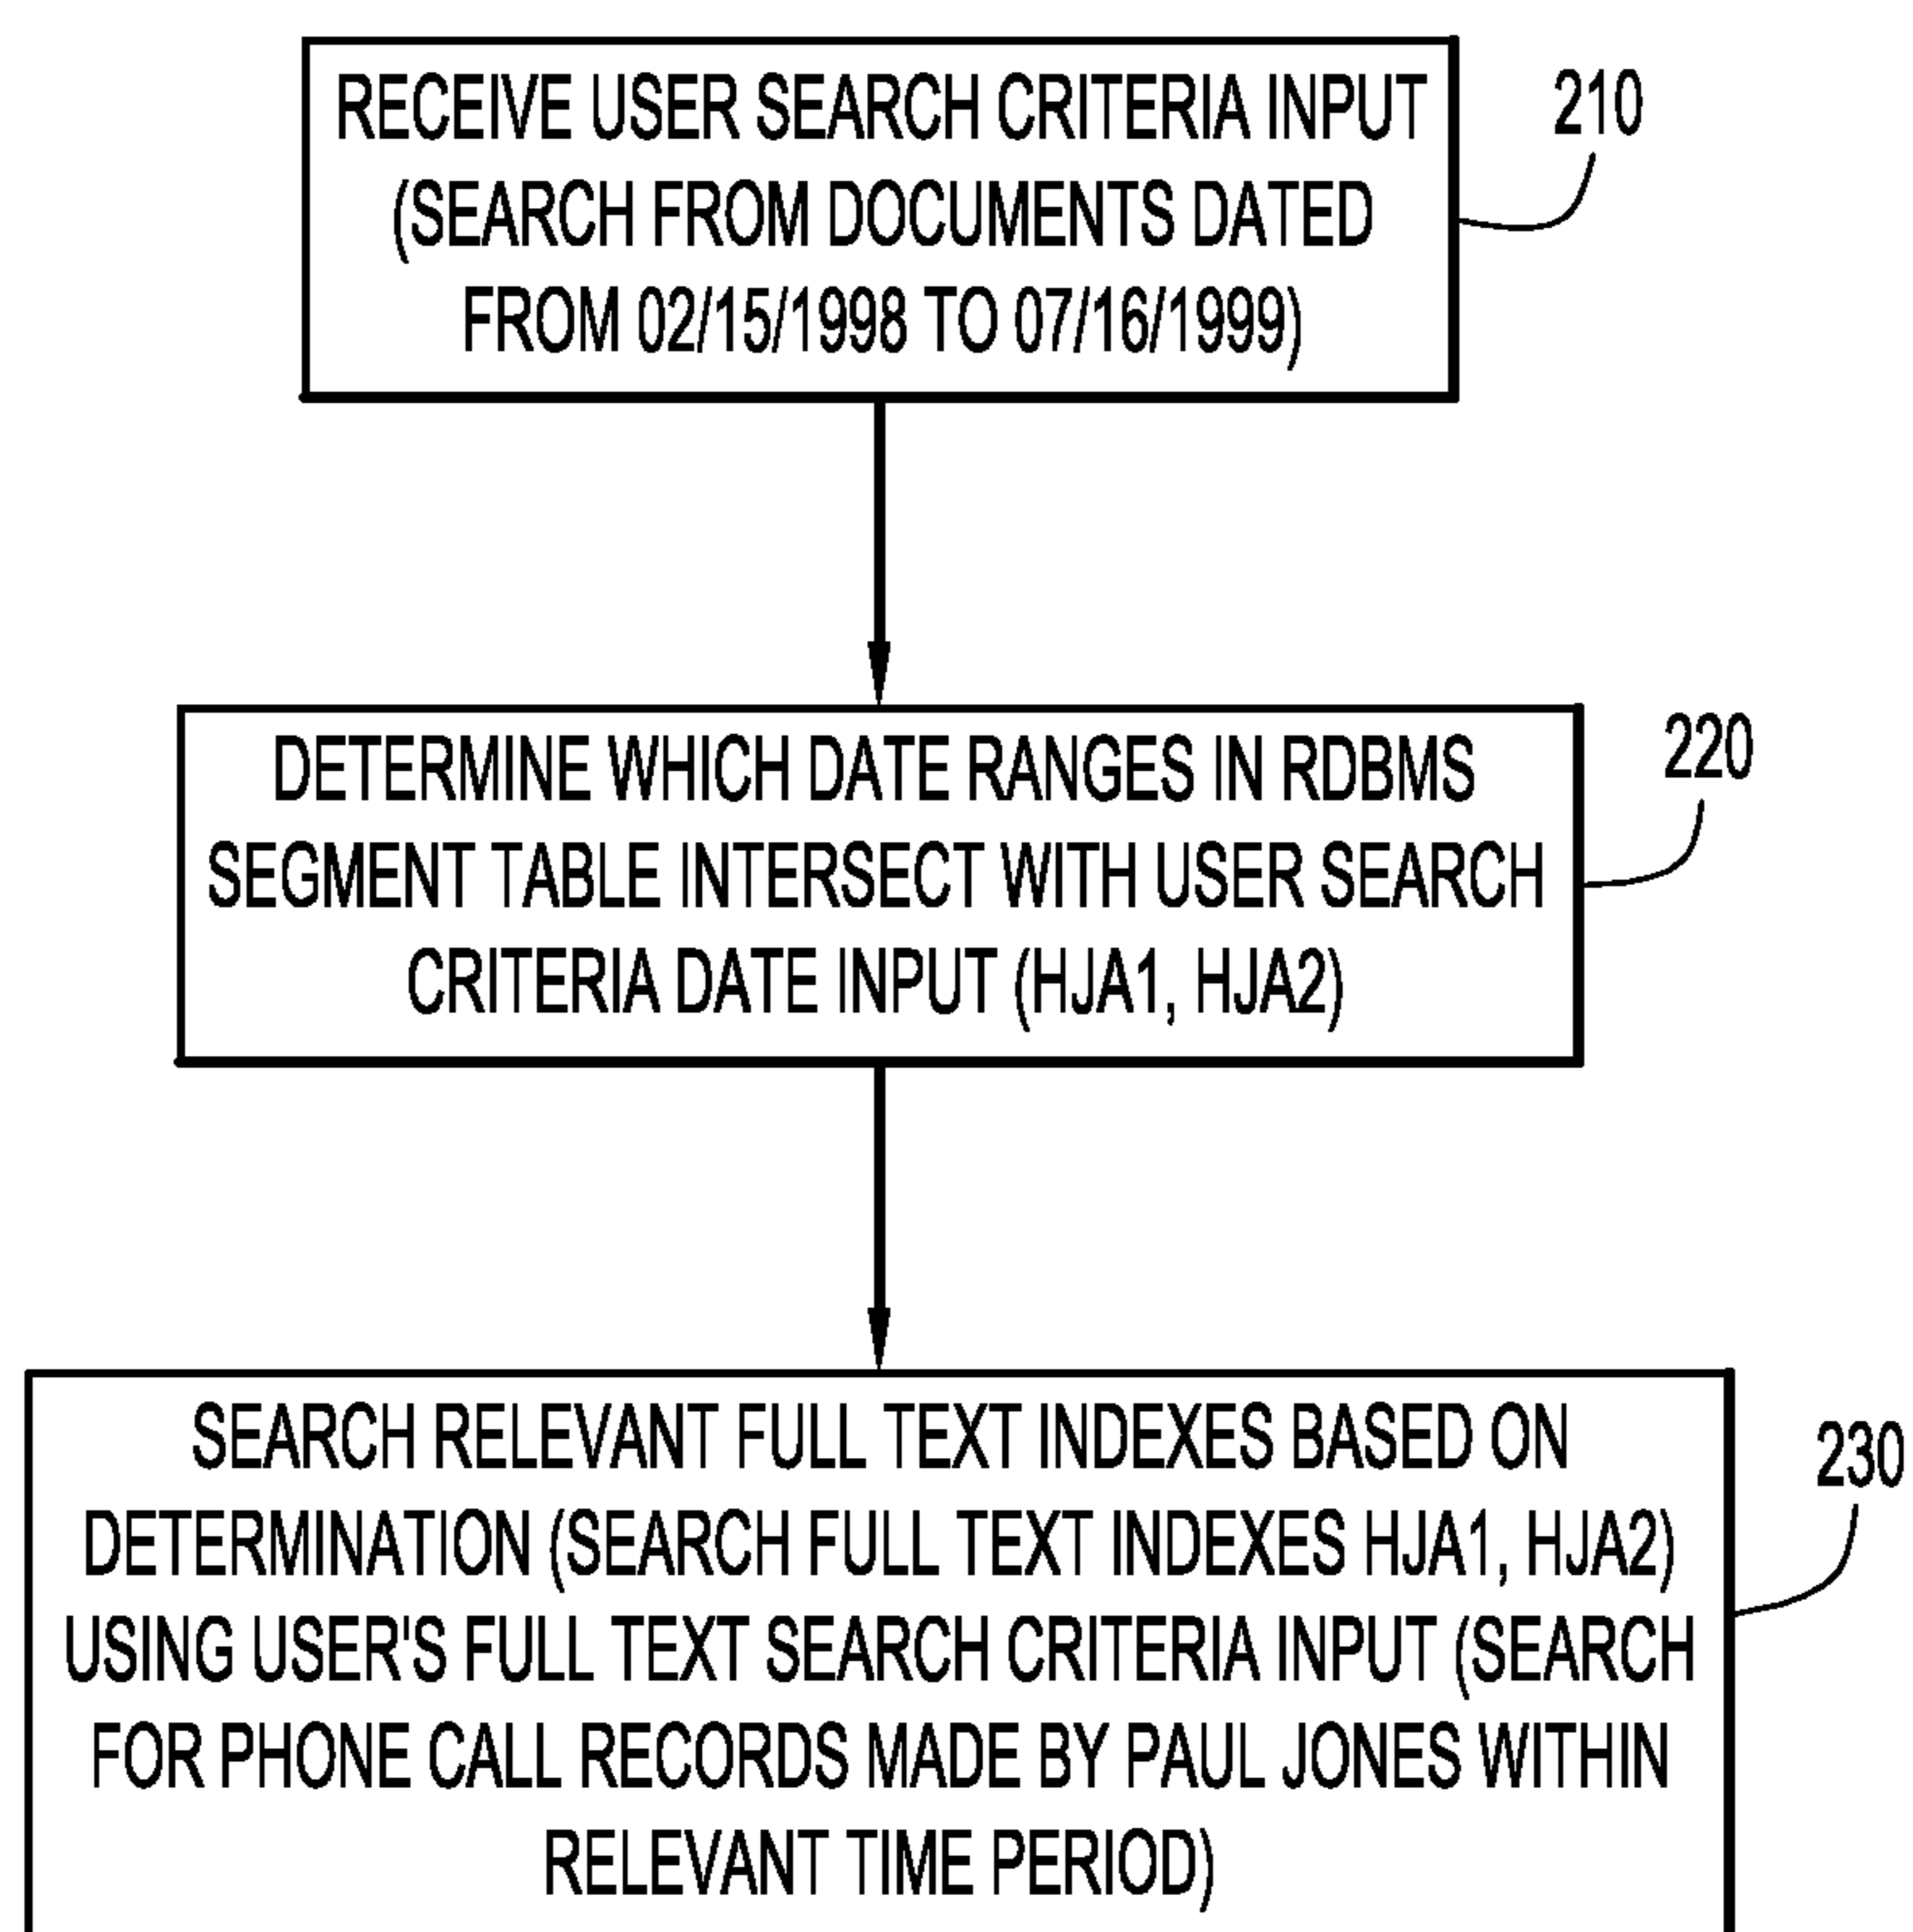 RECEIVE USER SEARCH CRITERIA INPUT
(SEARCH FROM DOCUMENTS DATED
FROM 02/15/1998 TO 07/16/1999)
210
DETERMINE WHICH DATE RANGES IN RDBMS
SEGMENT TABLE INTERSECT WITH USER SEARCH
CRITERIA DATE INPUT (HJA1, HJA2)
220
SEARCH RELEVANT FULL TEXT INDEXES BASED ON
DETERMINATION (SEARCH FULL TEXT INDEXES HJA1, HJA2)
USING USER'S FULL TEXT SEARCH CRITERIA INPUT (SEARCH
FOR PHONE CALL RECORDS MADE BY PAUL JONES WITHIN
RELEVANT TIME PERIOD)
230